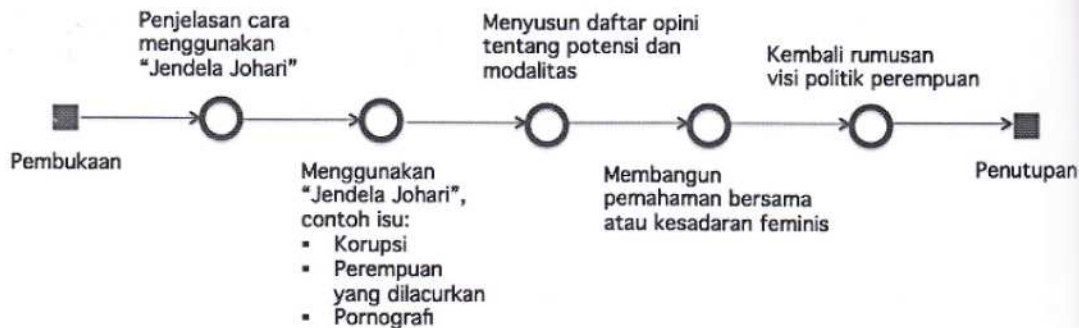 Pembukaan
Penjelasan cara
menggunakan
“Jendela Johari”
Menggunakan
“Jendela Johari”,
contoh isu:
▪ Korupsi
▪ Perempuan
yang dilacurkan
▪ Pornografi
Menyusun daftar opini
tentang potensi dan
modalitas
Membangun
pemahaman bersama
atau kesadaran feminis
Kembali rumusan
visi politik perempuan
Penutupan